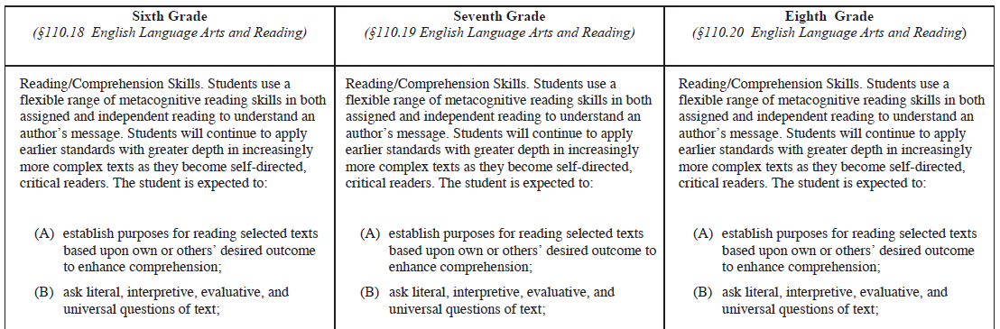 Sixth Grade
(§110.18 English Language Arts and Reading)
Reading/Comprehension Skills. Students use a
flexible range of metacognitive reading skills in both
assigned and independent reading to understand an
author’s message. Students will continue to apply
earlier standards with greater depth in increasingly
more complex texts as they become self-directed,
critical readers. The student is expected to:
(A) establish purposes for reading selected texts
based upon own or others’ desired outcome
to enhance comprehension;
(B) ask literal, interpretive, evaluative, and
universal questions of text;
Seventh Grade
(§110.19 English Language Arts and Reading)
Reading/Comprehension Skills. Students use a
flexible range of metacognitive reading skills in both
assigned and independent reading to understand an
author’s message. Students will continue to apply
earlier standards with greater depth in increasingly
more complex texts as they become self-directed,
critical readers. The student is expected to:
(A) establish purposes for reading selected texts
based upon own or others’ desired outcome to
enhance comprehension;
(B) ask literal, interpretive, evaluative, and
universal questions of text;
Eighth Grade
(§110.20 English Language Arts and Reading)
Reading/Comprehension Skills. Students use a
flexible range of metacognitive reading skills in both
assigned and independent reading to understand an
author’s message. Students will continue to apply
earlier standards with greater depth in increasingly
more complex texts as they become self-directed,
critical readers. The student is expected to:
(A) establish purposes for reading selected texts
based upon own or others’ desired outcome
to enhance comprehension;
(B) ask literal, interpretive, evaluative, and
universal questions of text;